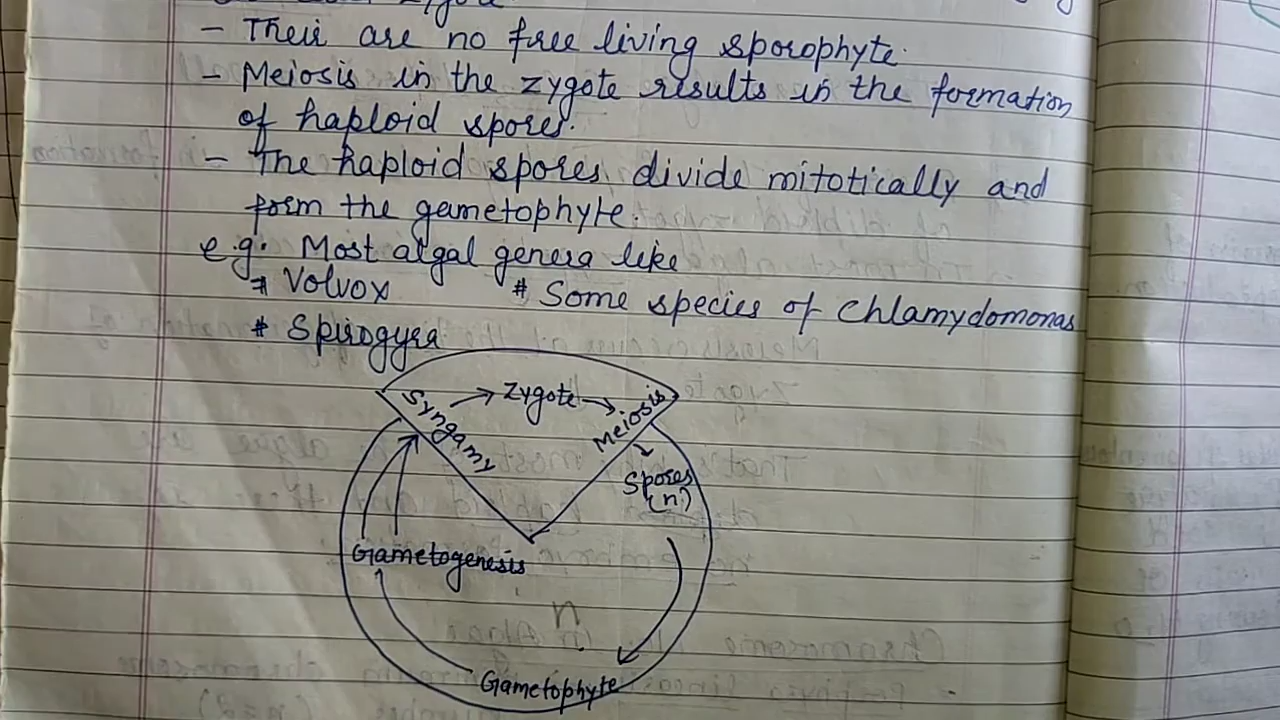 - Their are no free living sporophyte.
- Meiosis in the zygote results in the formation
of haploid spores.
- The haploid spores divide mitotically and
form the gametophyte.
e.g. Most algal genera like
# Volvox # Some species of Chlamydomonas
# Spirogyra
Zygote
Syngamy
Meiosis
Spores
(n)
Gametogenesis
n
Gametophyte